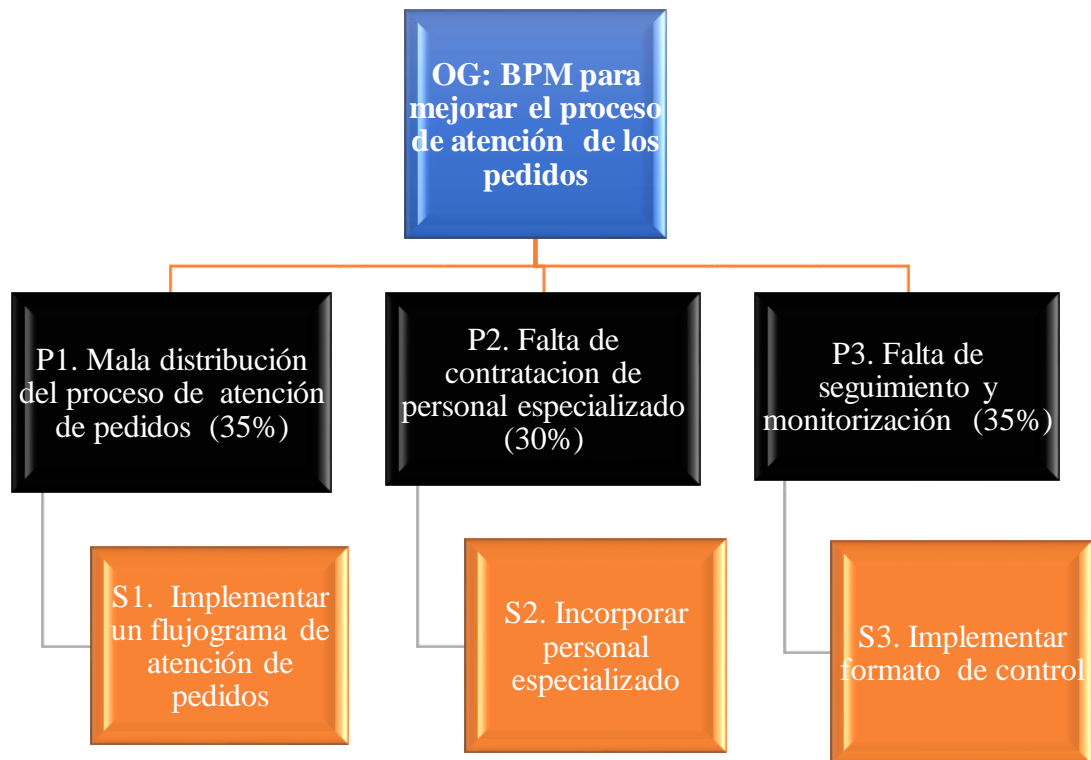 OG: BPM para
mejorar el proceso
de atención de los
pedidos
P1. Mala distribución
del proceso de atención
de pedidos (35%)
P2. Falta de
contratacion de
personal especializado
(30%)
P3. Falta de
seguimiento y
monitorización (35%)
S1. Implementar
un flujograma de
atención de
pedidos
S2. Incorporar
personal
especializado
S3. Implementar
formato de control